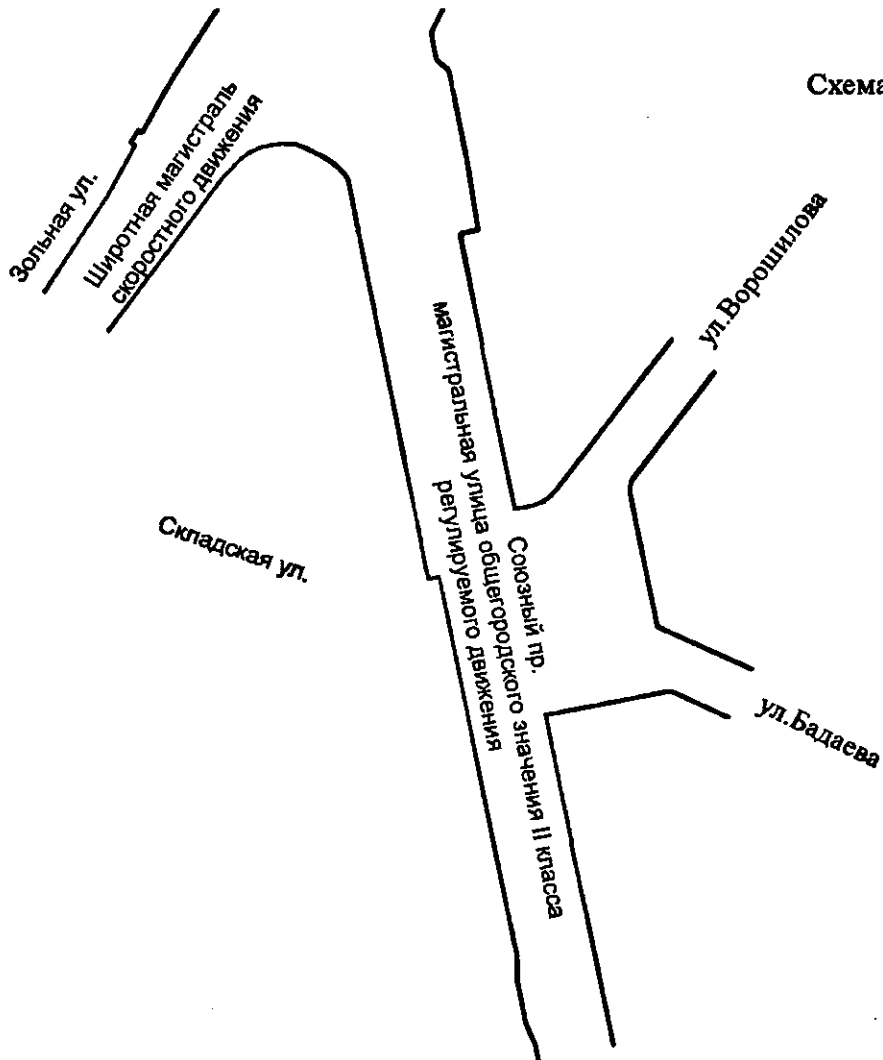 Схема
Зольная ул.
Широтная магистраль
скоростного движения
ул.Ворошилова
Складская ул.
Союзный пр.
магистральная улица общегородского значения II класса
регулируемого движения
ул.Бадаева